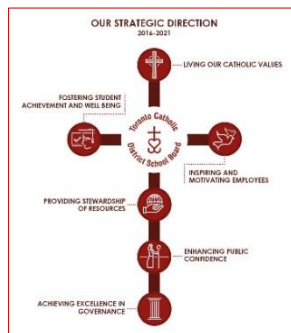 OUR STRATEGIC DIRECTION
2016-2021
LIVING OUR CATHOLIC VALUES
FOSTERING STUDENT
ACHIEVEMENT AND WELL BEING
Toronto Catholic
District School Board
INSPIRING AND
MOTIVATING EMPLOYEES
PROVIDING STEWARDSHIP
OF RESOURCES
ENHANCING PUBLIC
CONFIDENCE
ACHIEVING EXCELLENCE IN
GOVERNANCE